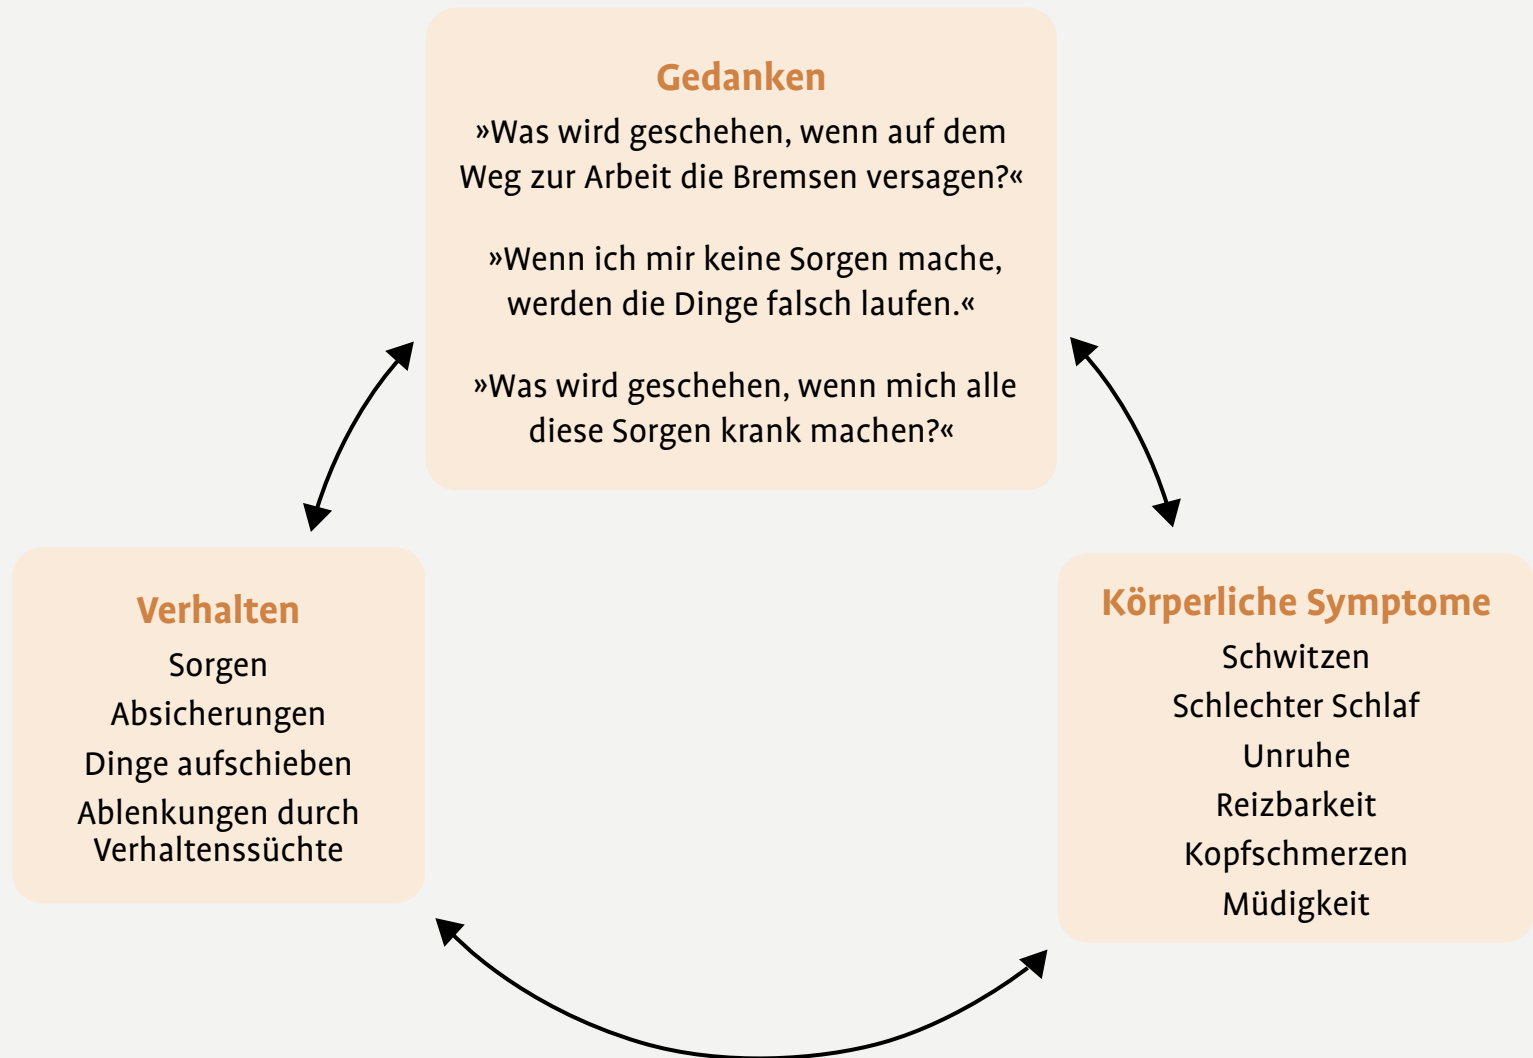 Gedanken
»Was wird geschehen, wenn auf dem
Weg zur Arbeit die Bremsen versagen?«
»Wenn ich mir keine Sorgen mache,
werden die Dinge falsch laufen.«
»Was wird geschehen, wenn mich alle
diese Sorgen krank machen?«
Verhalten
Sorgen
Absicherungen
Dinge aufschieben
Ablenkungen durch
Verhaltenssüchte
Körperliche Symptome
Schwitzen
Schlechter Schlaf
Unruhe
Reizbarkeit
Kopfschmerzen
Müdigkeit